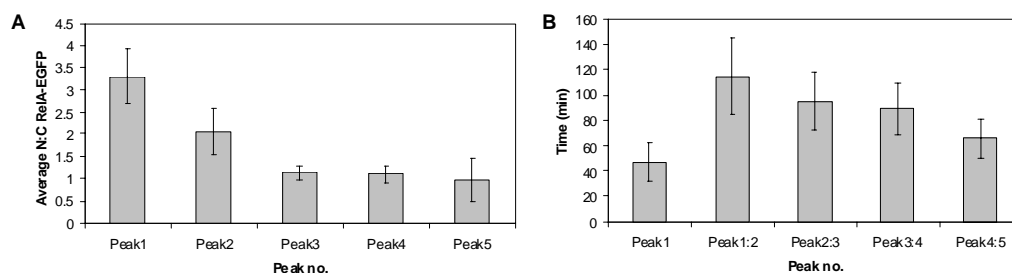 A
Average N:C RelA-EGFP
4.5
4
3.5
3
2.5
2
1.5
1
0.5
0
Peak1 Peak2 Peak3 Peak4 Peak5
Peak no.
B
Time (min)
160
140
120
100
80
60
40
20
0
Peak1 Peak1:2 Peak2:3 Peak3:4 Peak4:5
Peak no.